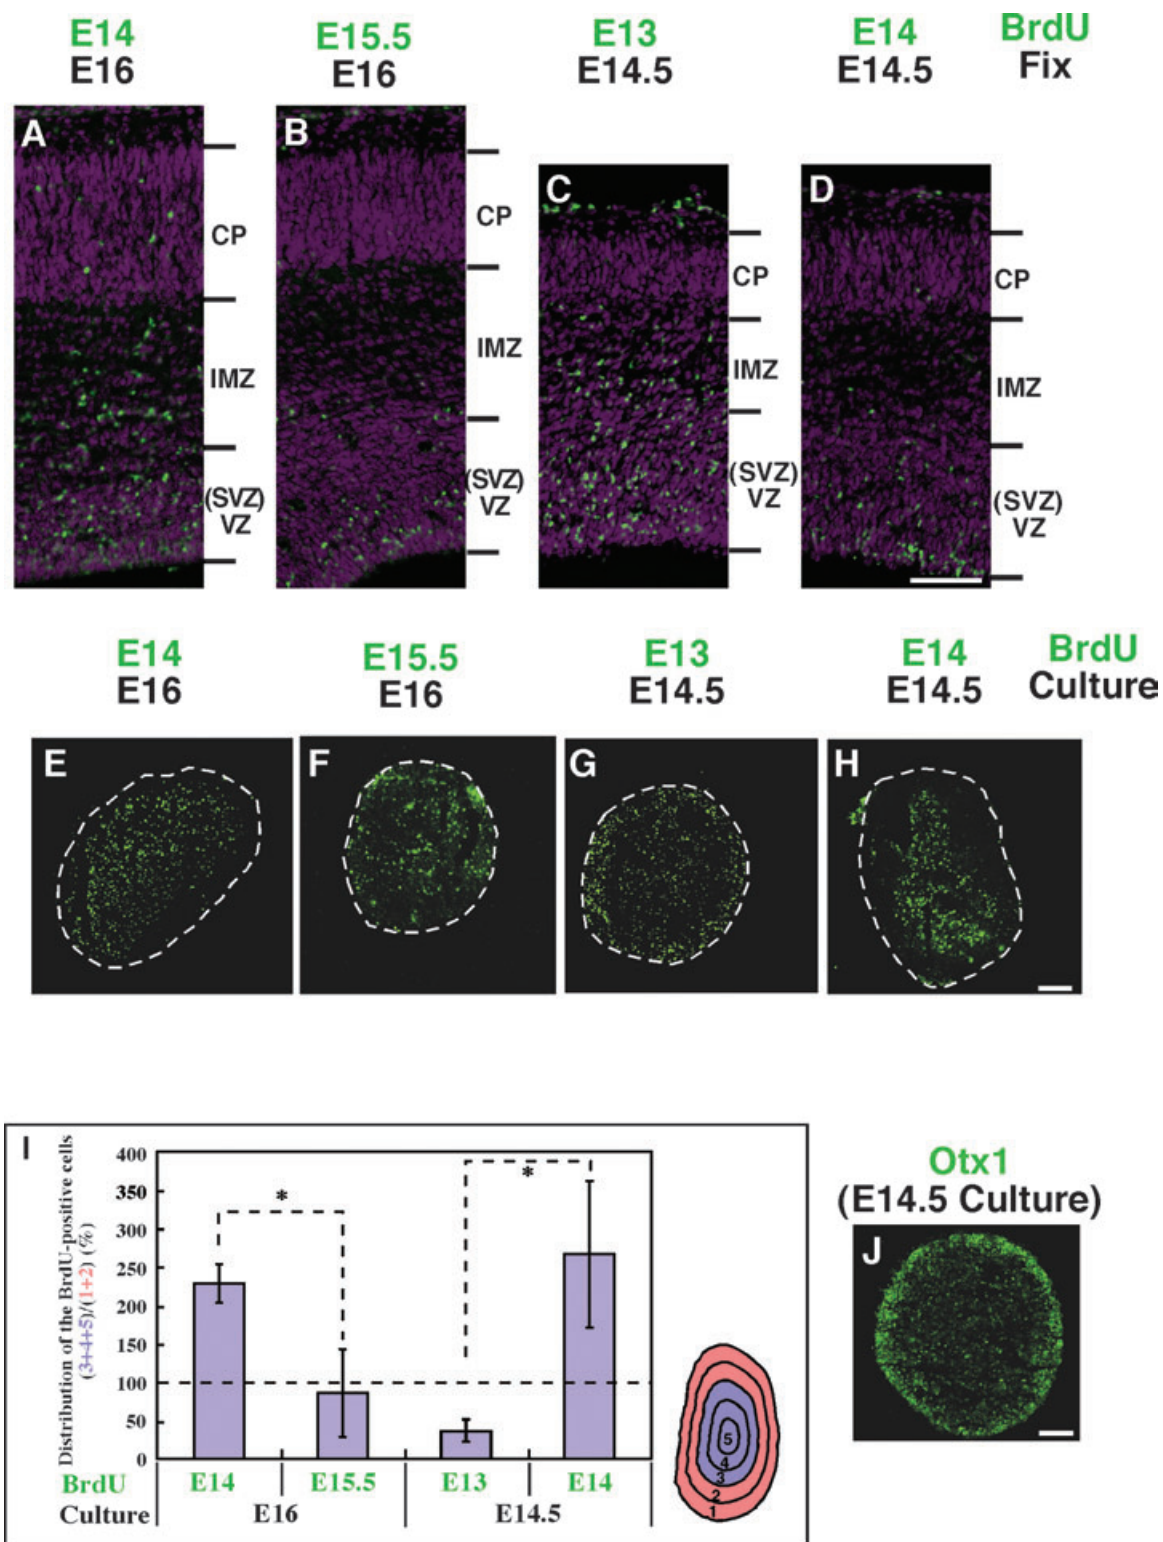 E14 E15.5 E13 E14 BrdU
E16 E16 E14.5 E14.5 Fix
A B C D
CP CP CP CP
IMZ IMZ IMZ IMZ
(SVZ) (SVZ) (SVZ) (SVZ)
VZ VZ VZ VZ
E14 E15.5 E13 E14 BrdU
E16 E16 E14.5 E14.5 Culture
E F G H
I
Distribution of the BrdU-positive cells
(3+4+5)/(1+2) (%)
400
350
300
250
200
150
100
50
0
* *
BrdU E14 E15.5 E13 E14
Culture E16 E14.5
5
4
3
2
1
Otx1
(E14.5 Culture)
J